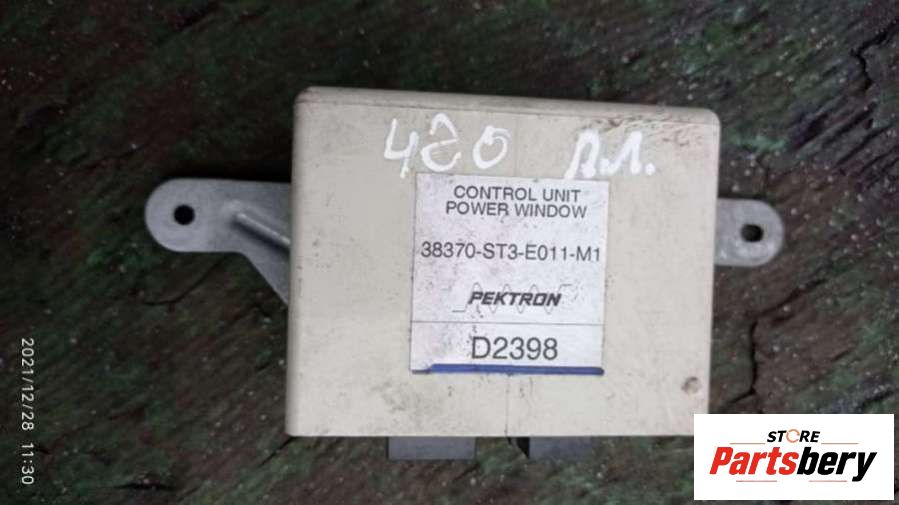 420 П.Л.
CONTROL UNIT
POWER WINDOW
38370-ST3-E011-M1
PEKTRON
D2398
2021/12/28 11:30
STORE
Partsbery